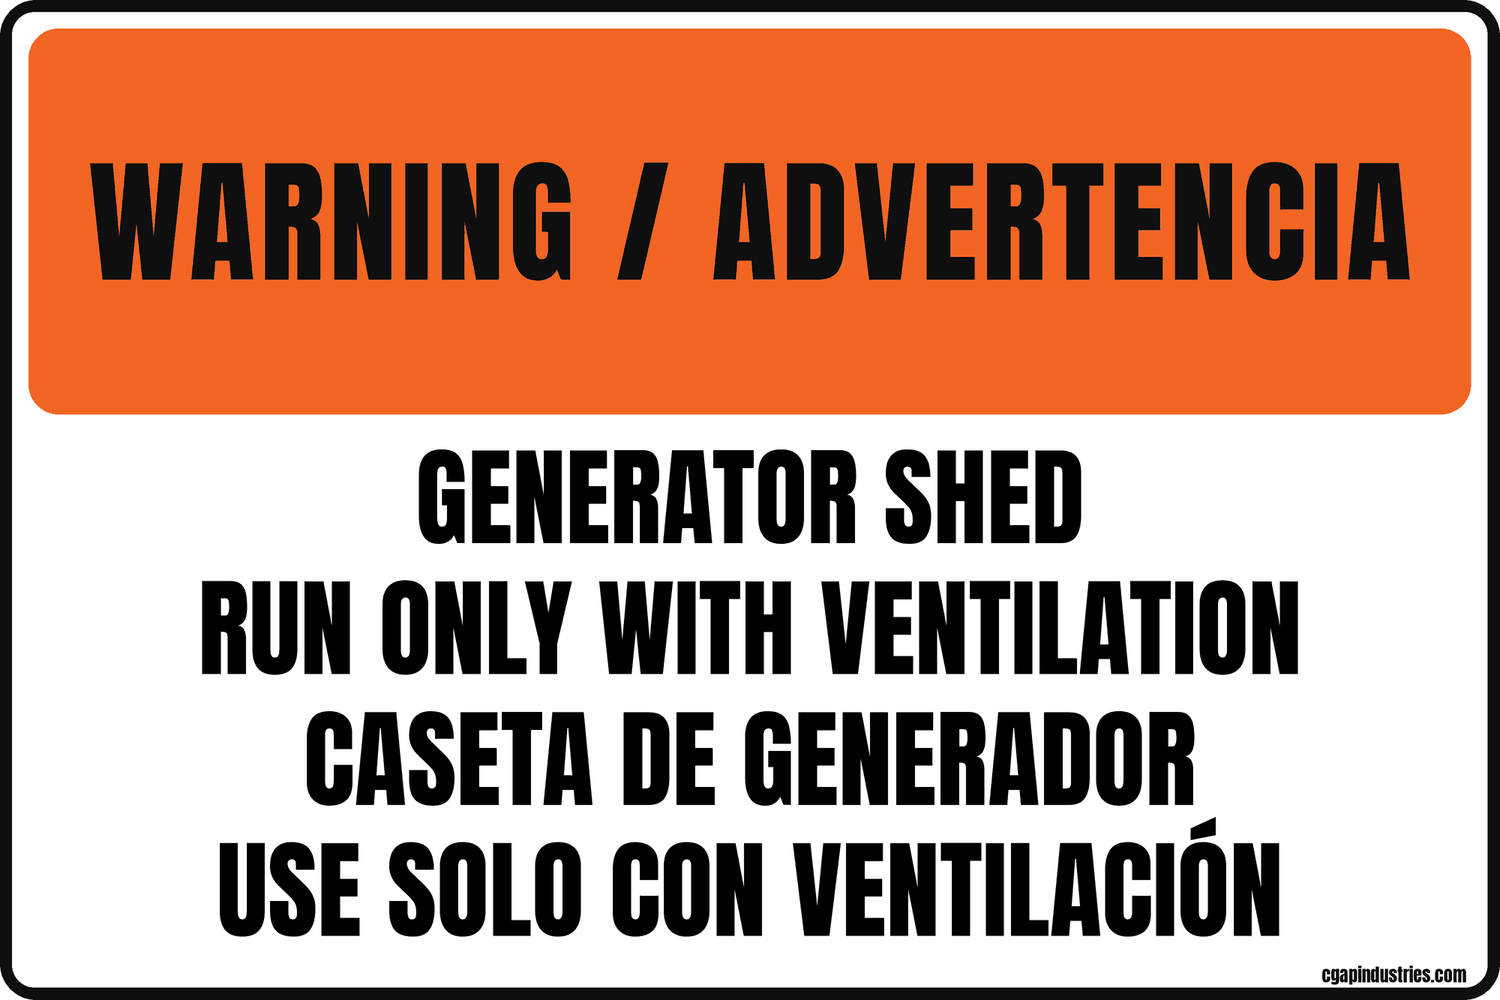 WARNING / ADVERTENCIA
GENERATOR SHED
RUN ONLY WITH VENTILATION
CASETA DE GENERADOR
USE SOLO CON VENTILACIÓN
cgapindustries.com